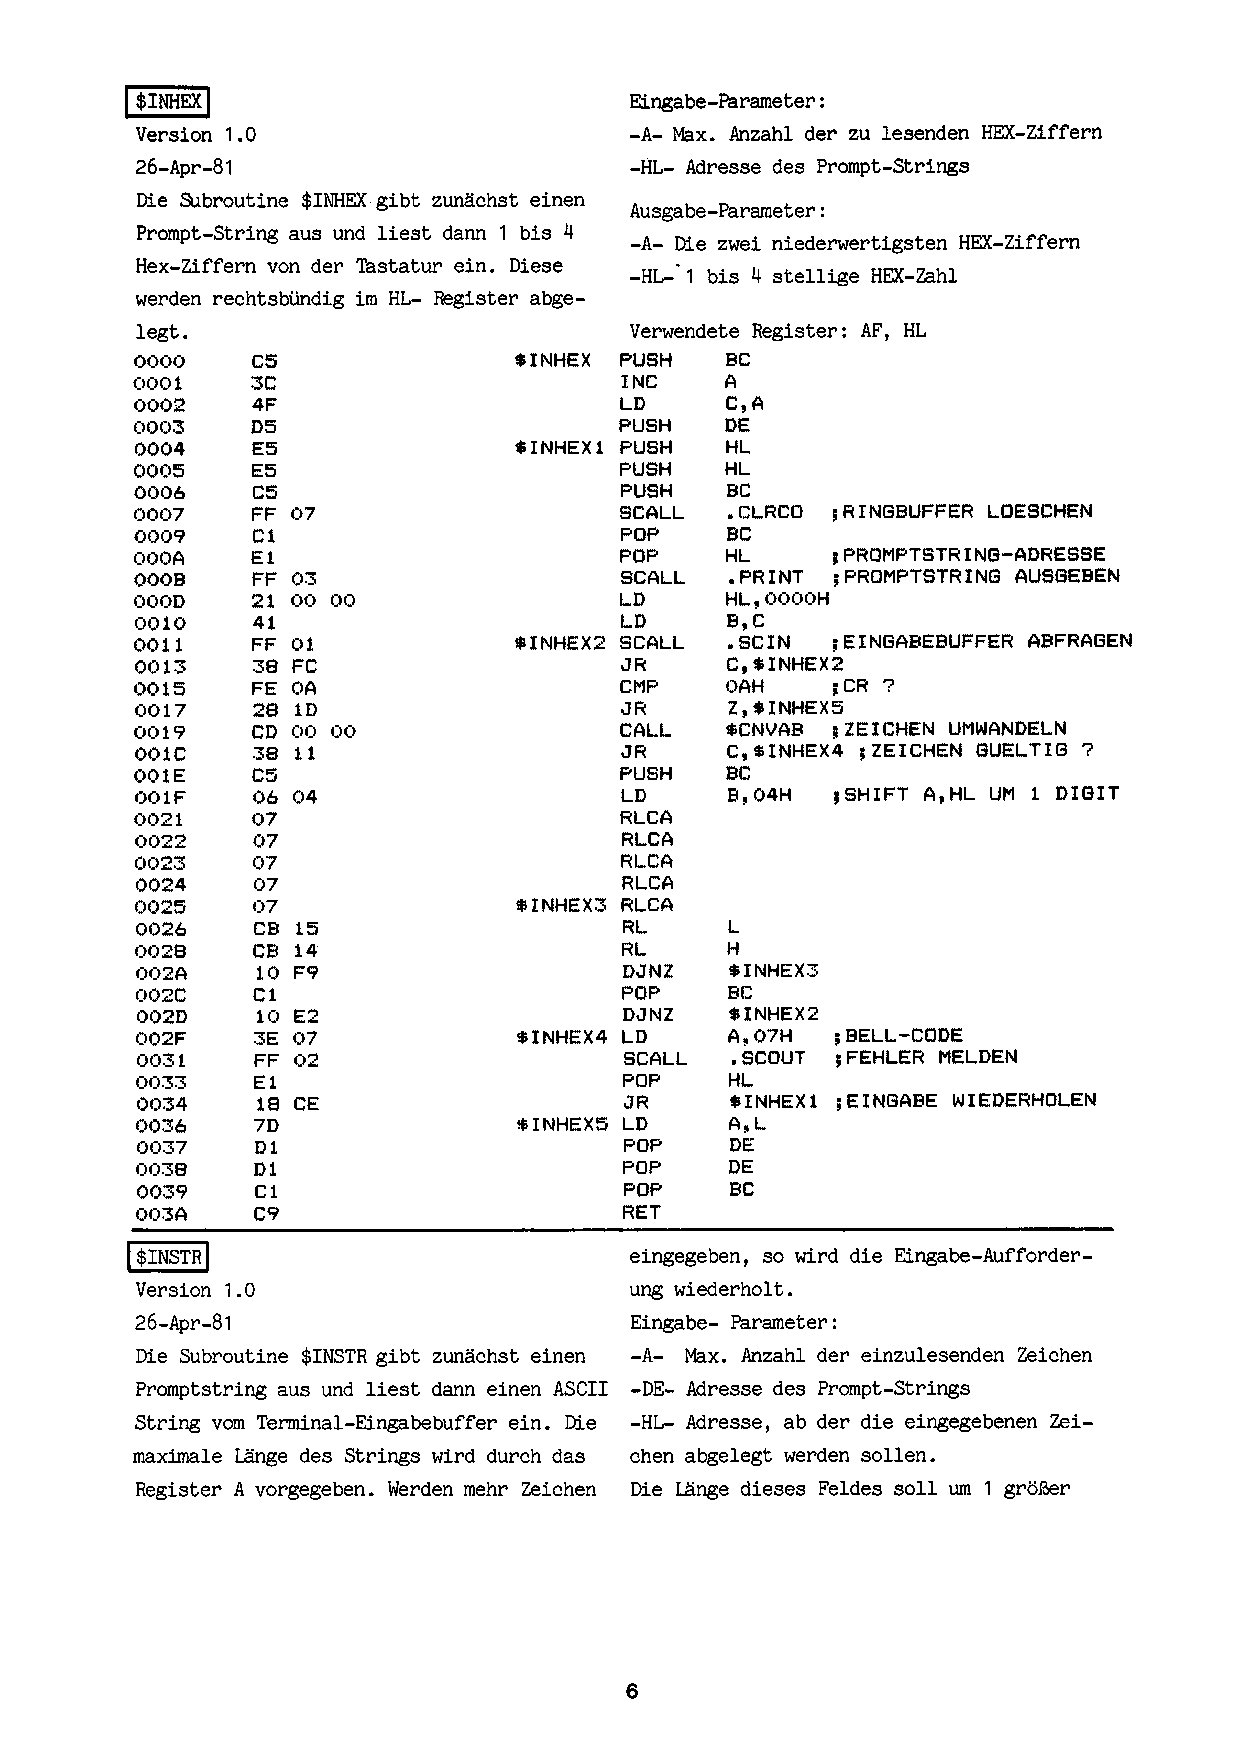 $INHEX
Version 1.0
26-Apr-81
Die Subroutine $INHEX gibt zunächst einen
Prompt-String aus und liest dann 1 bis 4
Hex-Ziffern von der Tastatur ein. Diese
werden rechtsbündig im HL- Register abge-
legt.
Eingabe-Parameter:
-A- Max. Anzahl der zu lesenden HEX-Ziffern
-HL- Adresse des Prompt-Strings
Ausgabe-Parameter:
-A- Die zwei niederwertigsten HEX-Ziffern
-HL- 1 bis 4 stellige HEX-Zahl
Verwendete Register: AF, HL
0000 C5 $INHEX PUSH BC
0001 3C INC A
0002 4F LD C,A
0003 D5 PUSH DE
0004 E5 $INHEX1 PUSH HL
0005 E5 PUSH HL
0006 C5 PUSH BC
0007 FF 07 SCALL .CLRCO ;RINGBUFFER LOESCHEN
0009 C1 POP BC
000A E1 POP HL ;PROMPTSTRING-ADRESSE
000B FF 03 SCALL .PRINT ;PROMPTSTRING AUSGEBEN
000D 21 00 00 LD HL,0000H
0010 41 LD B,C
0011 FF 01 $INHEX2 SCALL .SCIN ;EINGABEBUFFER ABFRAGEN
0013 38 FC JR C,$INHEX2
0015 FE 0A CMP 0AH ;CR ?
0017 28 1D JR Z,$INHEX5
0019 CD 00 00 CALL $CNVAB ;ZEICHEN UMWANDELN
001C 38 11 JR C,$INHEX4 ;ZEICHEN GUELTIG ?
001E C5 PUSH BC
001F 06 04 LD B,04H ;SHIFT A,HL UM 1 DIGIT
0021 07 RLCA
0022 07 RLCA
0023 07 RLCA
0024 07 RLCA
0025 07 $INHEX3 RLCA
0026 CB 15 RL L
0028 CB 14 RL H
002A 10 F9 DJNZ $INHEX3
002C C1 POP BC
002D 10 E2 DJNZ $INHEX2
002F 3E 07 $INHEX4 LD A,07H ;BELL-CODE
0031 FF 02 SCALL .SCOUT ;FEHLER MELDEN
0033 E1 POP HL
0034 18 CE JR $INHEX1 ;EINGABE WIEDERHOLEN
0036 7D $INHEX5 LD A,L
0037 D1 POP DE
0038 D1 POP DE
0039 C1 POP BC
003A C9 RET
$INSTR
Version 1.0
26-Apr-81
Die Subroutine $INSTR gibt zunächst einen
Promptstring aus und liest dann einen ASCII
String vom Terminal-Eingabebuffer ein. Die
maximale Länge des Strings wird durch das
Register A vorgegeben. Werden mehr Zeichen
eingegeben, so wird die Eingabe-Aufforder-
ung wiederholt.
Eingabe- Parameter:
-A- Max. Anzahl der einzulesenden Zeichen
-DE- Adresse des Prompt-Strings
-HL- Adresse, ab der die eingegebenen Zei-
chen abgelegt werden sollen.
Die Länge dieses Feldes soll um 1 größer
6